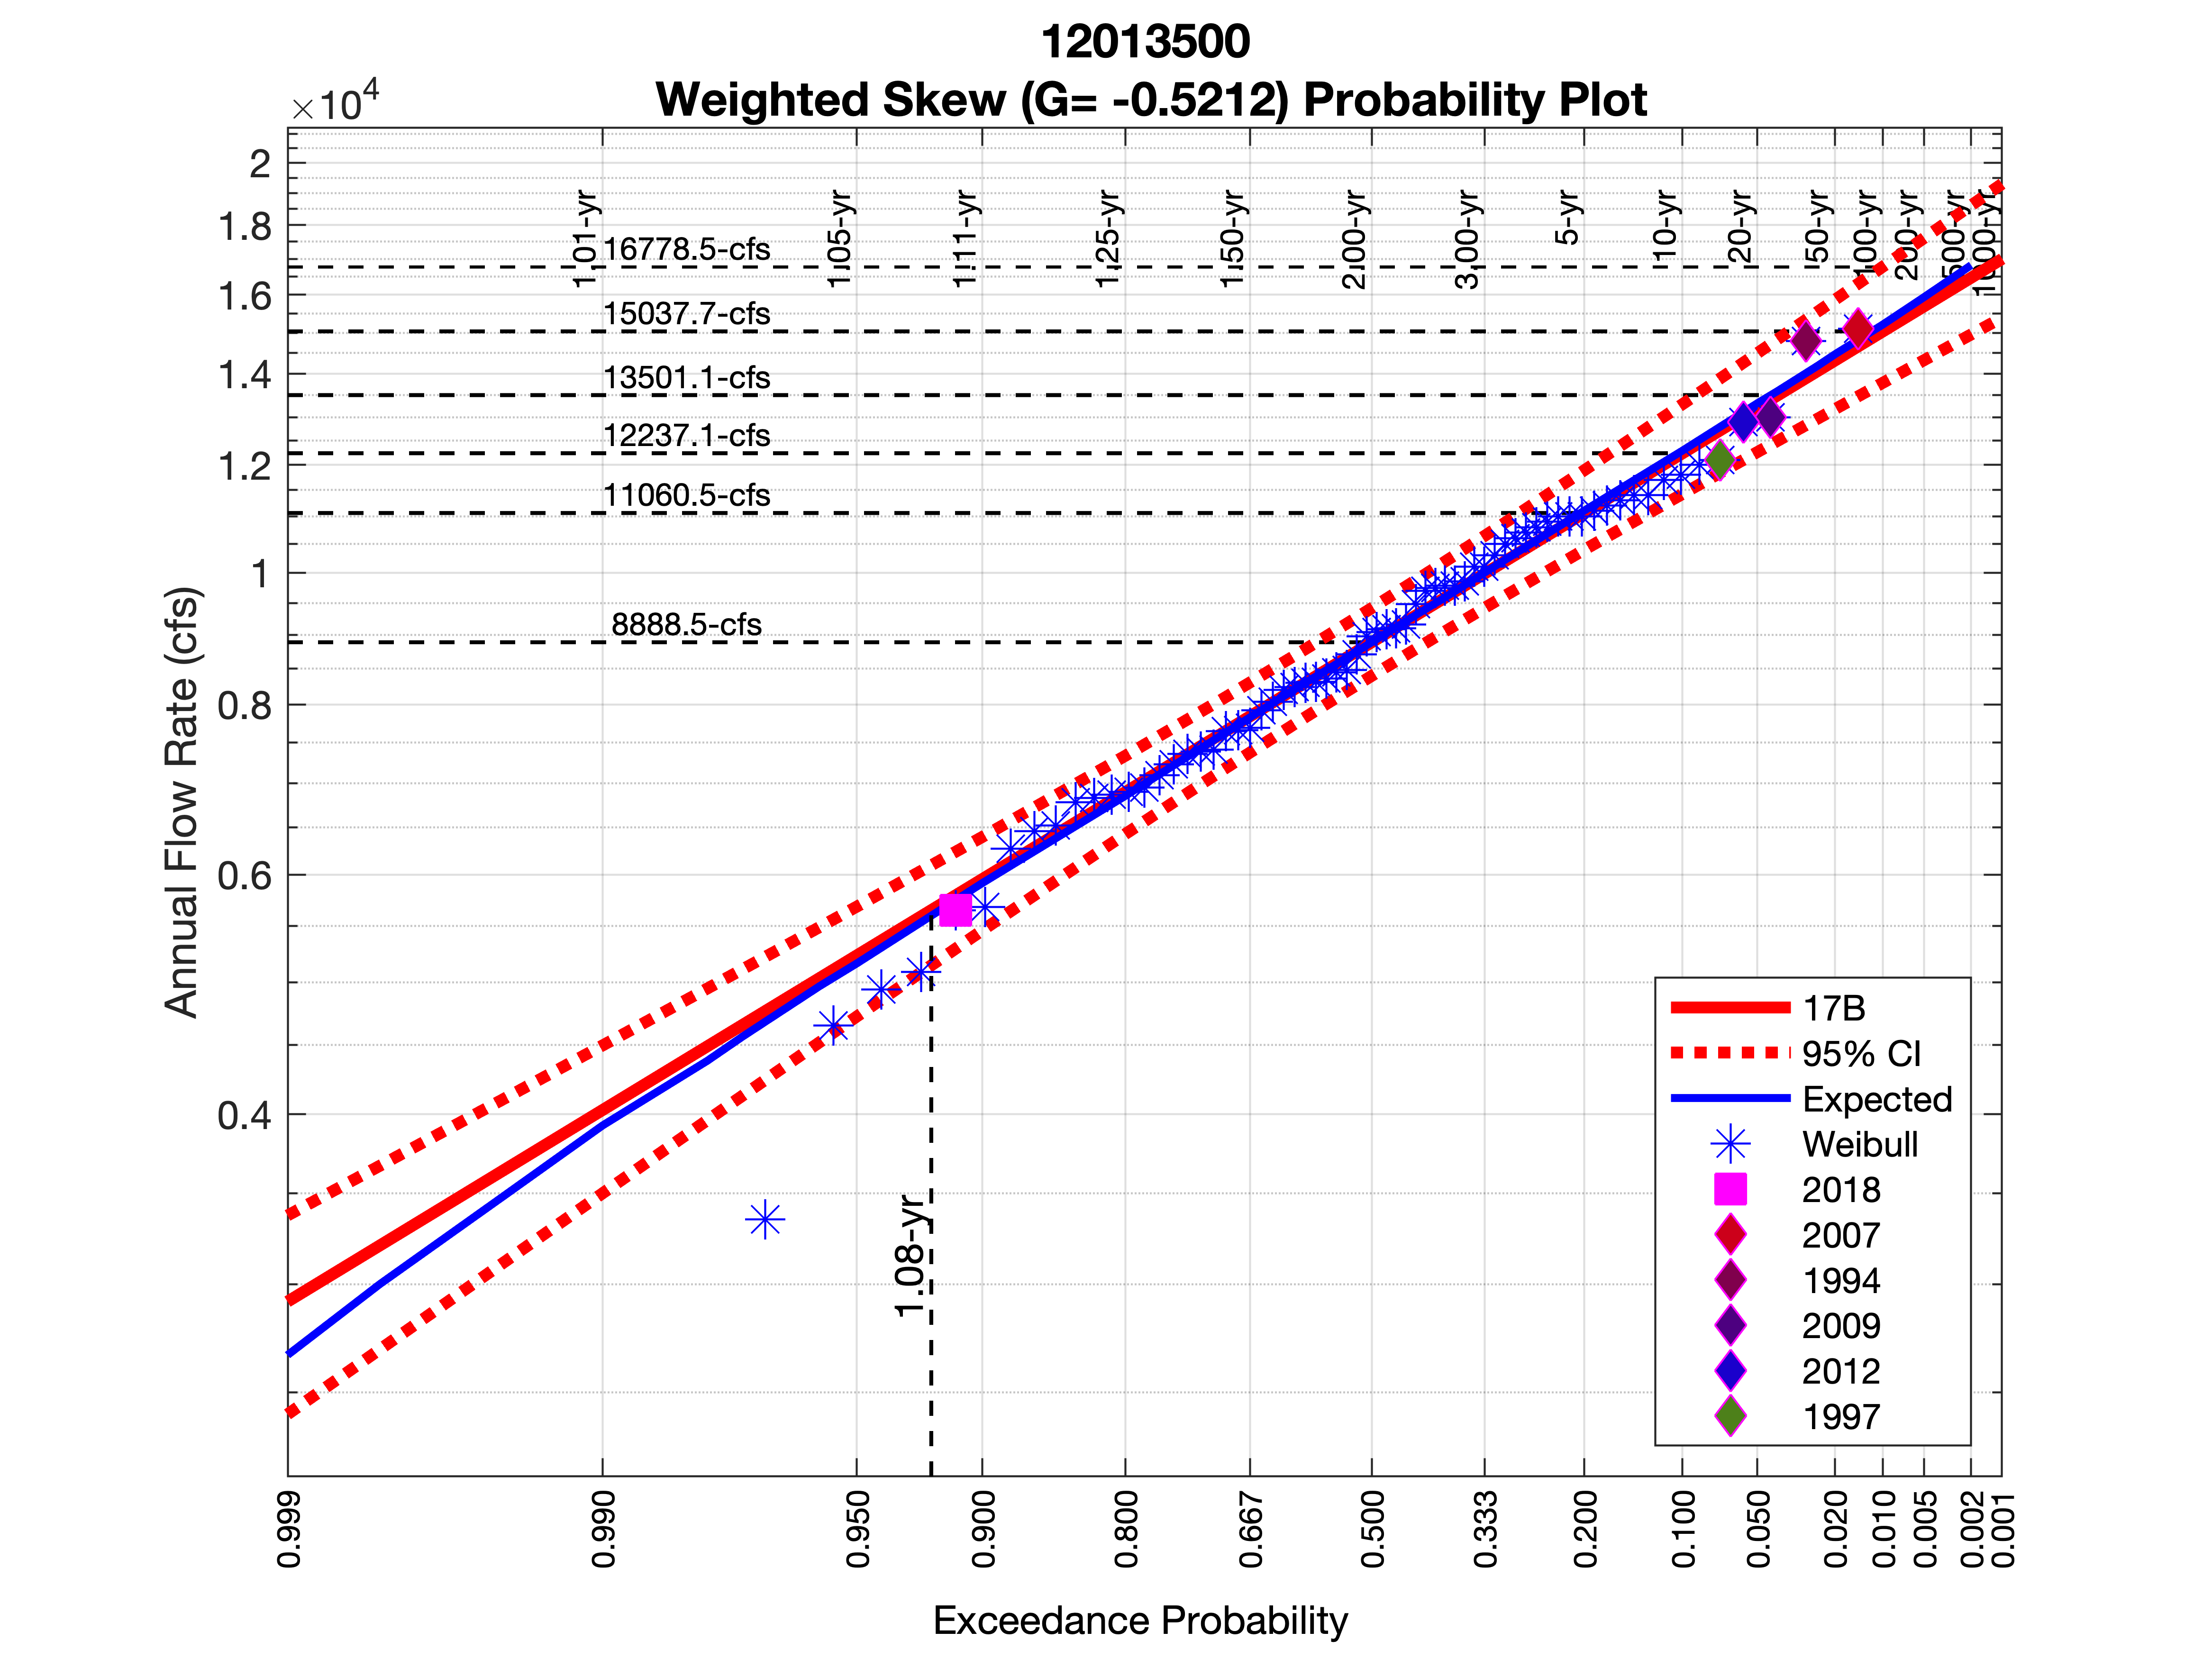 12013500
Weighted Skew (G= -0.5212) Probability Plot
×10⁴
2
1.8
1.6
1.4
1.2
1
0.8
0.6
0.4
Annual Flow Rate (cfs)
1.01-yr
1.05-yr
1.11-yr
1.25-yr
1.50-yr
2.00-yr
3.00-yr
5-yr
10-yr
20-yr
50-yr
100-yr
200-yr
500-yr
1000-yr
16778.5-cfs
15037.7-cfs
13501.1-cfs
12237.1-cfs
11060.5-cfs
8888.5-cfs
1.08-yr
17B
95% CI
Expected
Weibull
2018
2007
1994
2009
2012
1997
0.999
0.990
0.950
0.900
0.800
0.667
0.500
0.333
0.200
0.100
0.050
0.020
0.010
0.005
0.002
0.001
Exceedance Probability